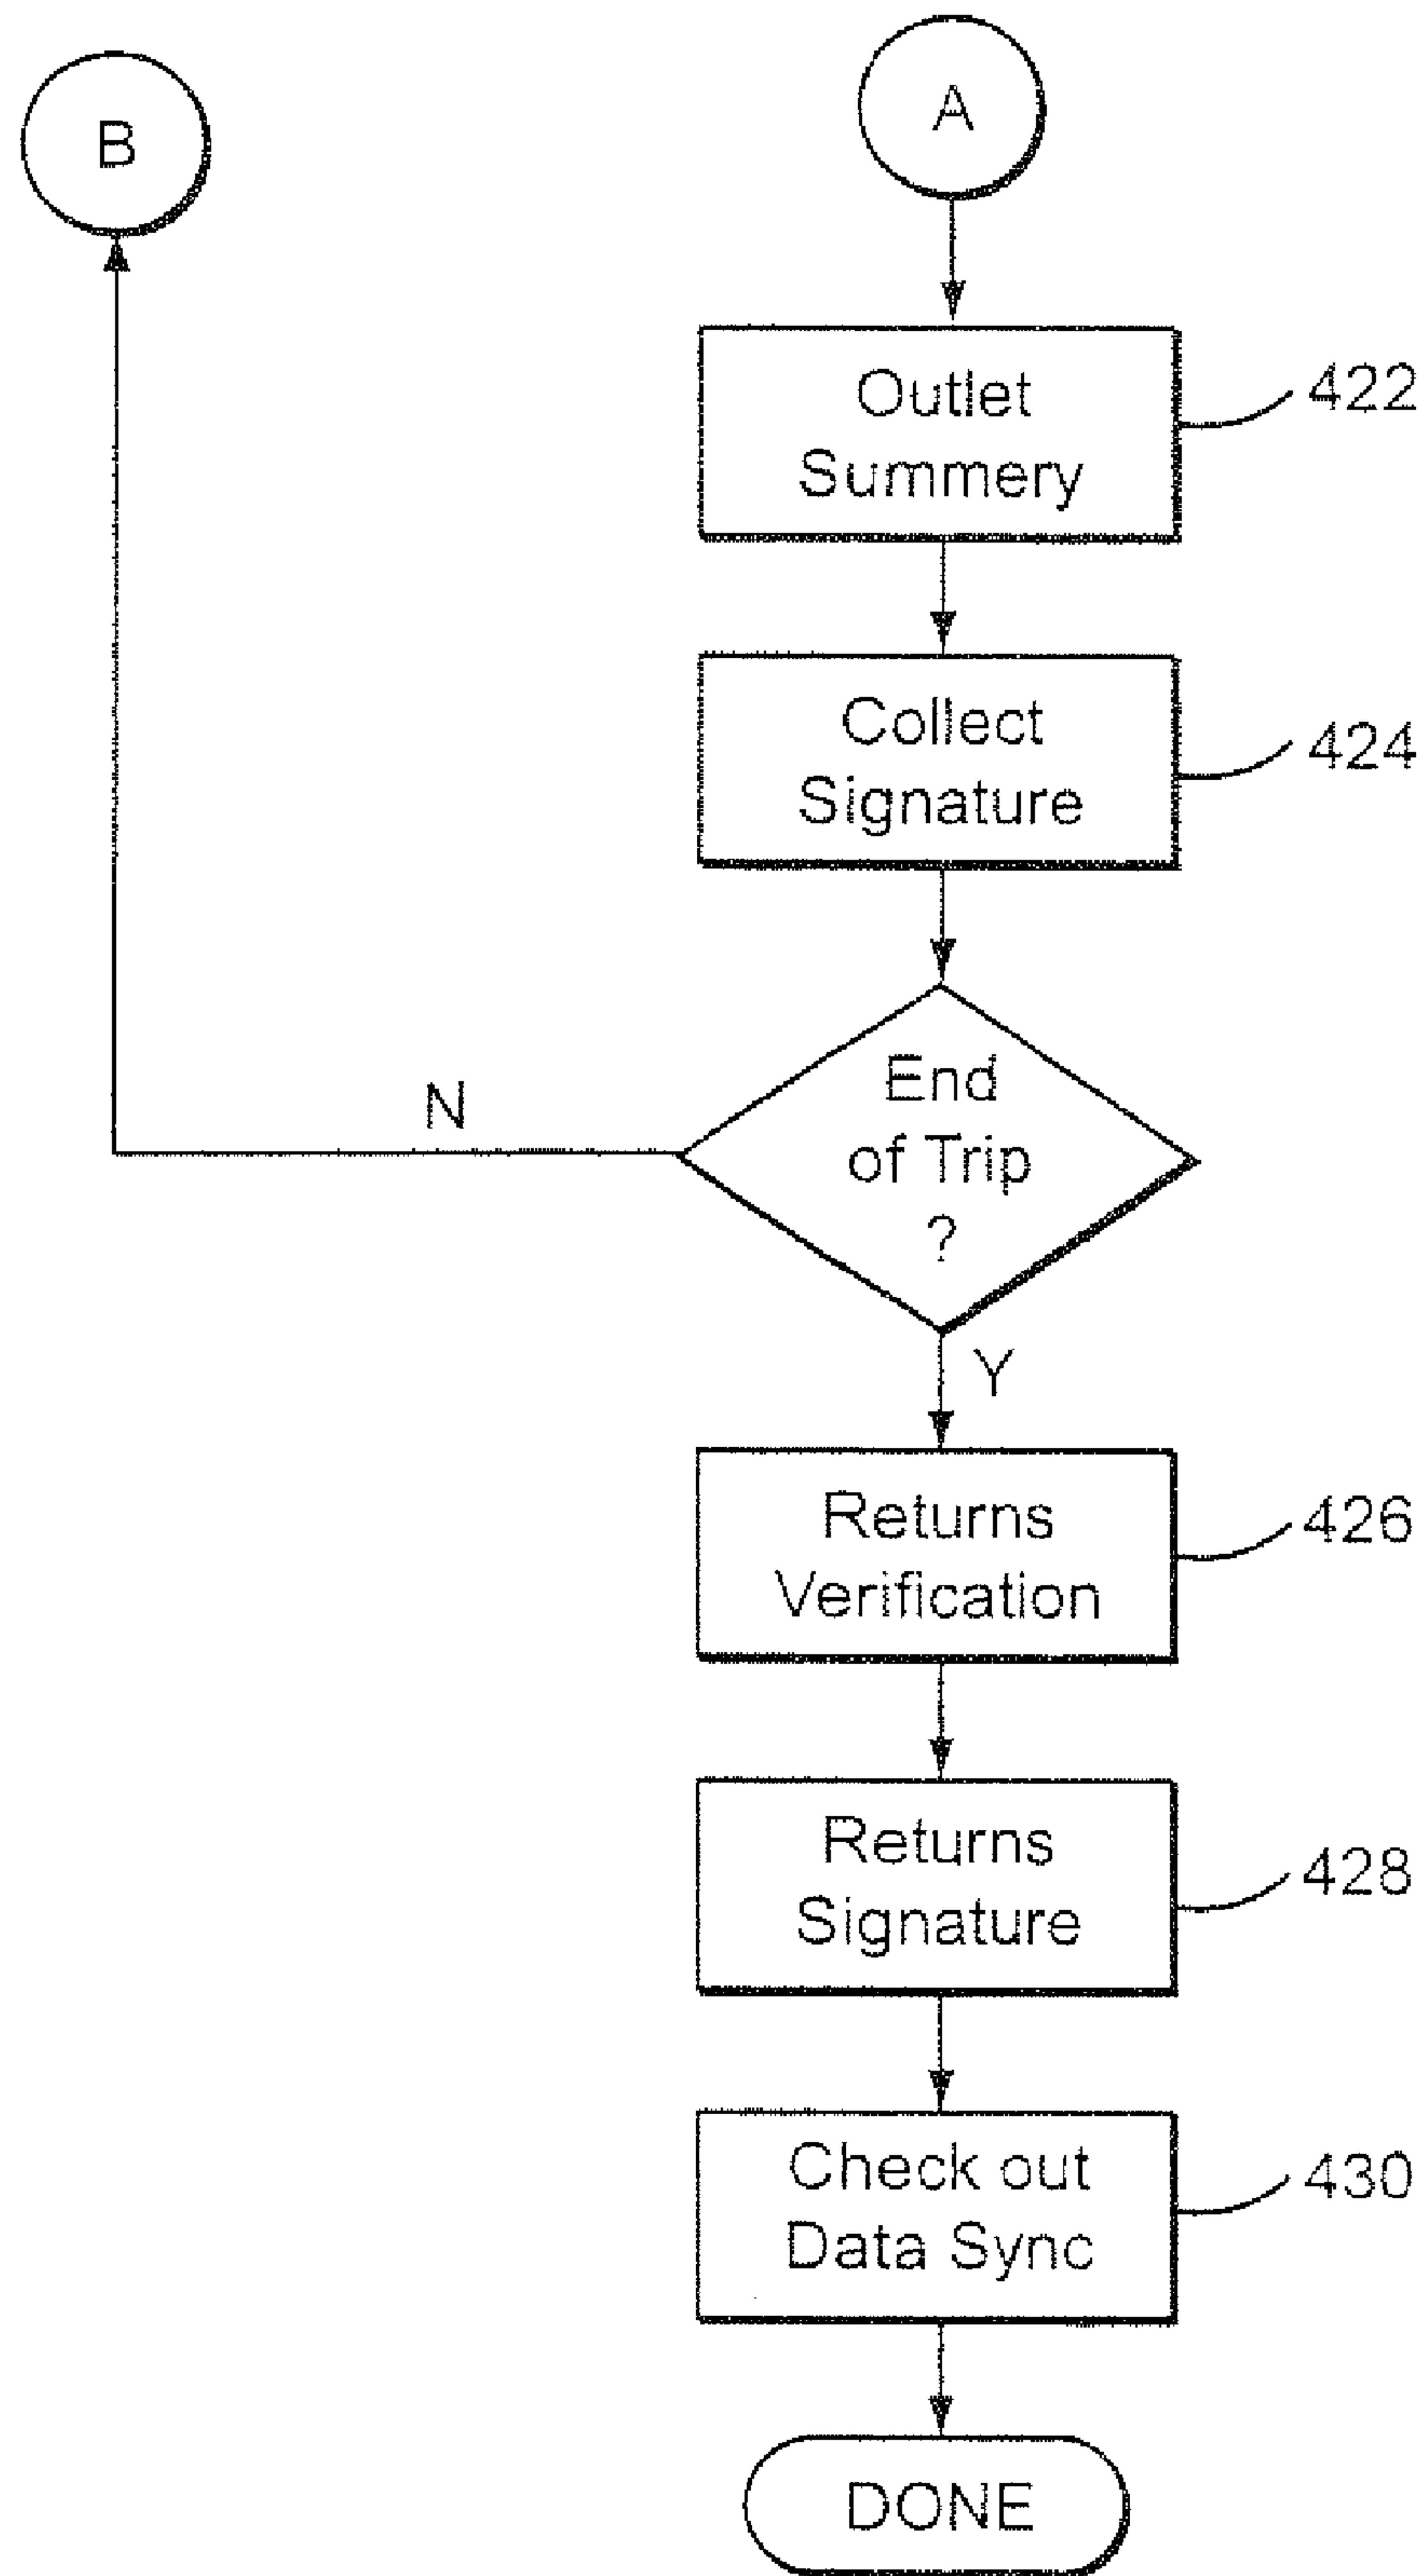 B
A
Outlet
Summery
422
Collect
Signature
424
End
of Trip
?
N
Y
Returns
Verification
426
Returns
Signature
428
Check out
Data Sync
430
DONE